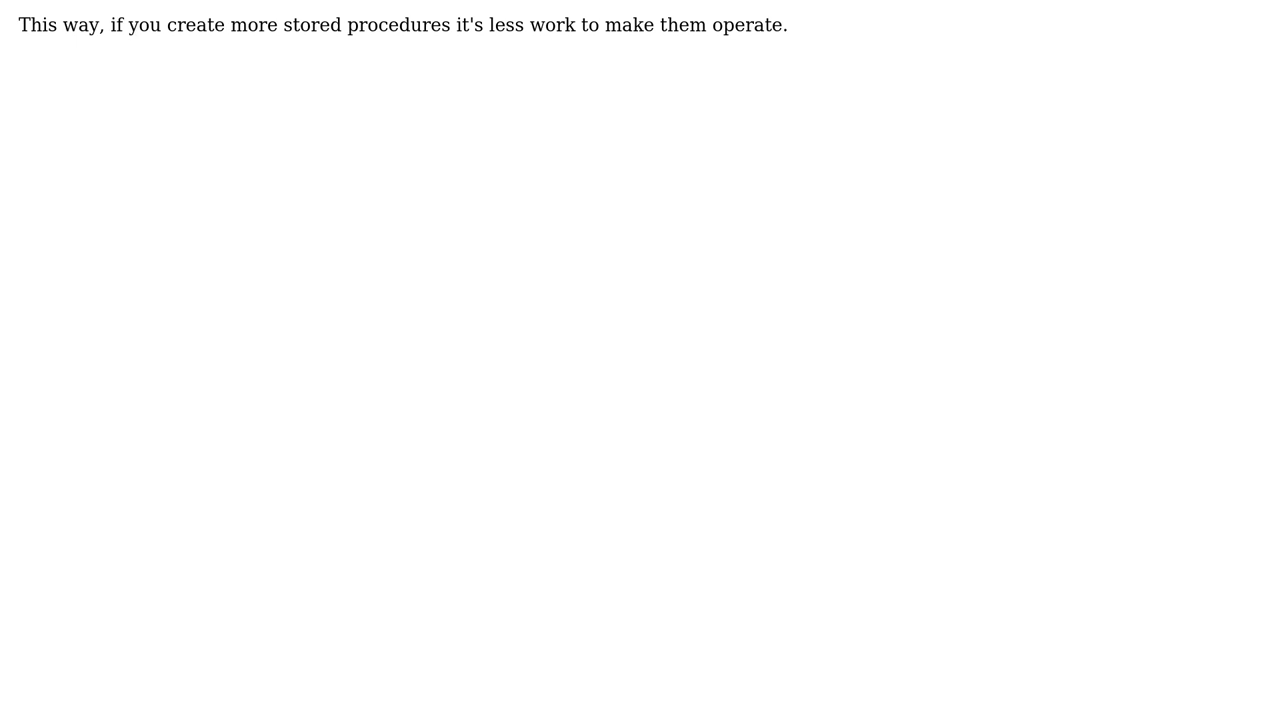 This way, if you create more stored procedures it's less work to make them operate.